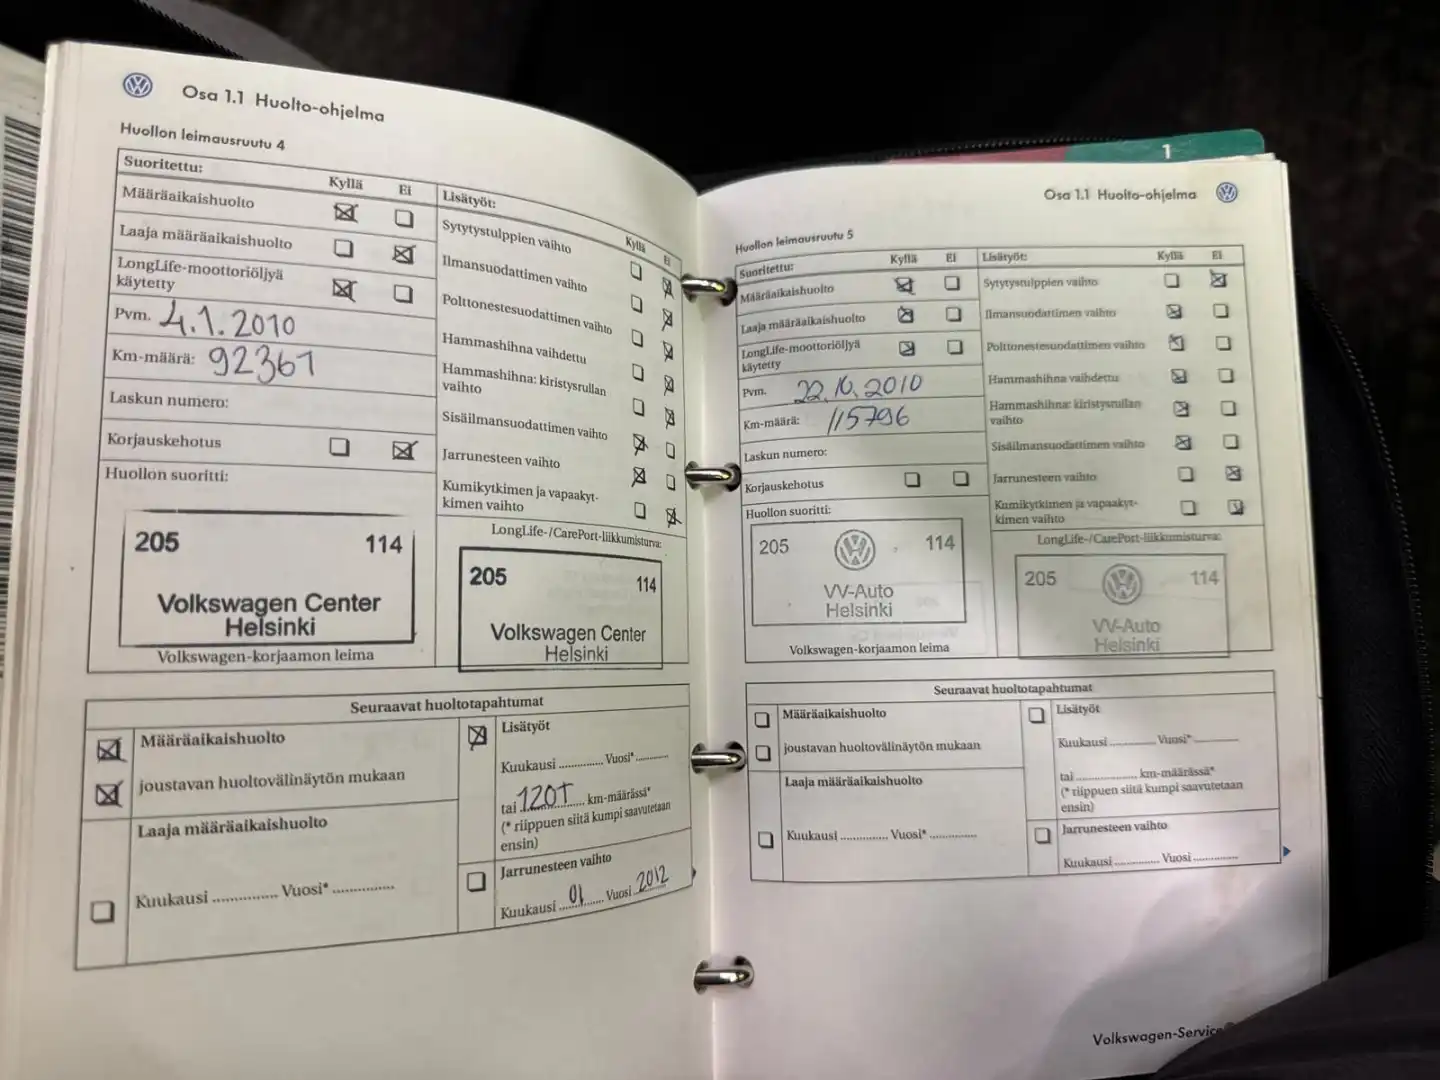 Osa 1.1 Huolto-ohjelma
Huollon leimausruutu 4
Suoritettu:
Kyllä
Ei
Määräaikaishuolto
Laaja määräaikaishuolto
LongLife-moottoriöljyä
käytetty
Pvm. 4.1.2010
Km-määrä: 92361
Laskun numero:
Korjauskehotus
Huollon suoritti:
205
114
Volkswagen Center
Helsinki
Volkswagen-korjaamon leima
Lisätyöt:
Kyllä
Ei
Sytytystulppien vaihto
Ilmansuodattimen vaihto
Polttonestesuodattimen vaihto
Hammashihna vaihdettu
Hammashihna: kiristysrullan
vaihto
Sisäilmansuodattimen vaihto
Jarrunesteen vaihto
Kumikytkimen ja vapaakyt-
kimen vaihto
LongLife-/CarePort-liikkumisturva:
205
114
Volkswagen Center
Helsinki
Seuraavat huoltotapahtumat
Määräaikaishuolto
joustavan huoltovälinäytön mukaan
Laaja määräaikaishuolto
Kuukausi .............. Vuosi* ..............
Lisätyöt
Kuukausi ............ Vuosi* ............
tai 120T ...... km-määrässä*
(* riippuen siitä kumpi saavutetaan
ensin)
Jarrunesteen vaihto
Kuukausi 01 Vuosi 2012
1
Osa 1.1 Huolto-ohjelma
Huollon leimausruutu 5
Suoritettu:
Kyllä
Ei
Määräaikaishuolto
Laaja määräaikaishuolto
LongLife-moottoriöljyä
käytetty
Pvm. 22.10.2010
Km-määrä: 115796
Laskun numero:
Korjauskehotus
Huollon suoritti:
205
114
VV-Auto
Helsinki
Volkswagen-korjaamon leima
Lisätyöt:
Kyllä
Ei
Sytytystulppien vaihto
Ilmansuodattimen vaihto
Polttonestesuodattimen vaihto
Hammashihna vaihdettu
Hammashihna: kiristysrullan
vaihto
Sisäilmansuodattimen vaihto
Jarrunesteen vaihto
Kumikytkimen ja vapaakyt-
kimen vaihto
LongLife-/CarePort-liikkumisturva:
205
114
VV-Auto
Helsinki
Seuraavat huoltotapahtumat
Määräaikaishuolto
joustavan huoltovälinäytön mukaan
Laaja määräaikaishuolto
Kuukausi .............. Vuosi* ..............
Lisätyöt
Kuukausi ............ Vuosi* ............
tai ................ km-määrässä*
(* riippuen siitä kumpi saavutetaan
ensin)
Jarrunesteen vaihto
Kuukausi ............ Vuosi ............
Volkswagen-Service